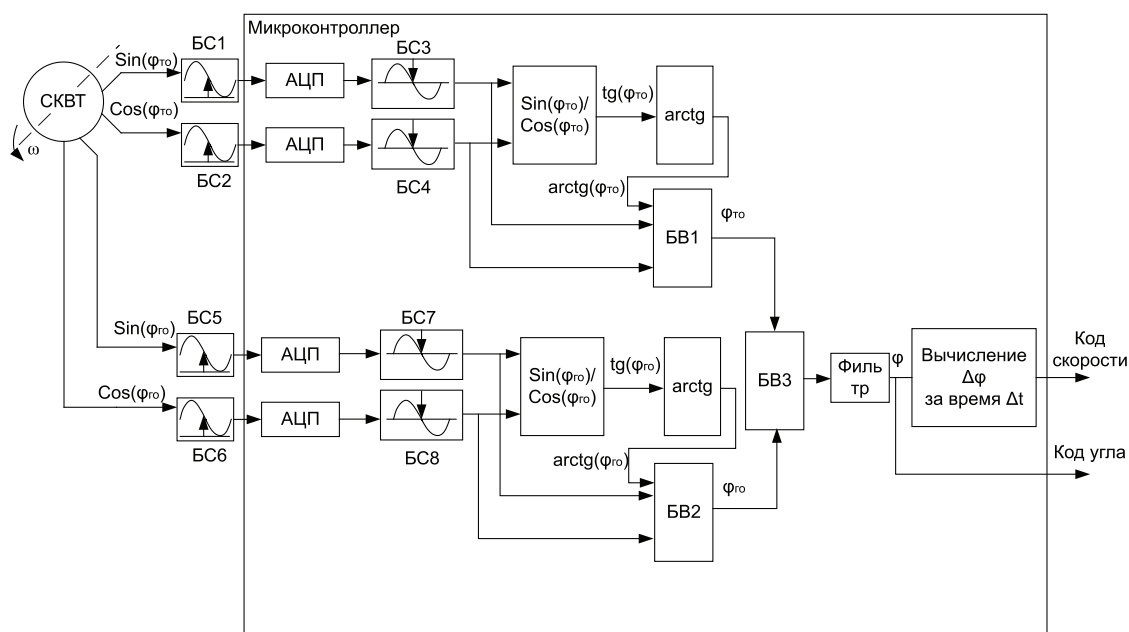 Микроконтроллер
БС1
Sin(φто)
СКВТ
ω
Cos(φто)
БС2
АЦП
АЦП
БС3
БС4
Sin(φто)/
Cos(φто)
tg(φто)
arctg
arctg(φто)
БВ1
φто
Sin(φго)
БС5
Cos(φго)
БС6
АЦП
АЦП
БС7
БС8
Sin(φго)/
Cos(φго)
tg(φго)
arctg
arctg(φго)
БВ2
φго
БВ3
Филь
тр
φ
Вычисление
Δφ
за время Δt
Код
скорости
Код угла